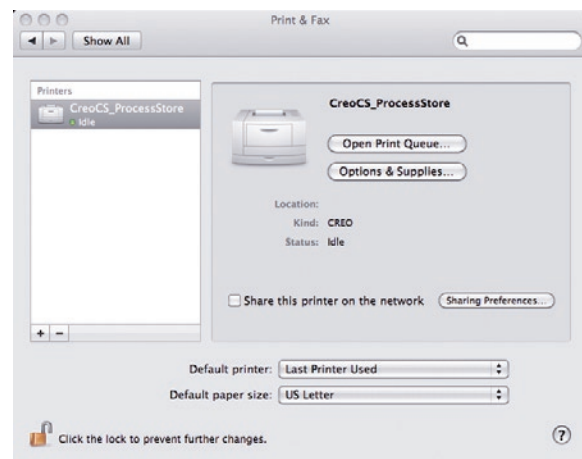 Print & Fax
Show All
Printers
CreoCS_ProcessStore
Idle
CreoCS_ProcessStore
Open Print Queue...
Options & Supplies...
Location:
Kind: CREO
Status: Idle
Share this printer on the network Sharing Preferences...
+ -
Default printer: Last Printer Used
Default paper size: US Letter
Click the lock to prevent further changes. ?